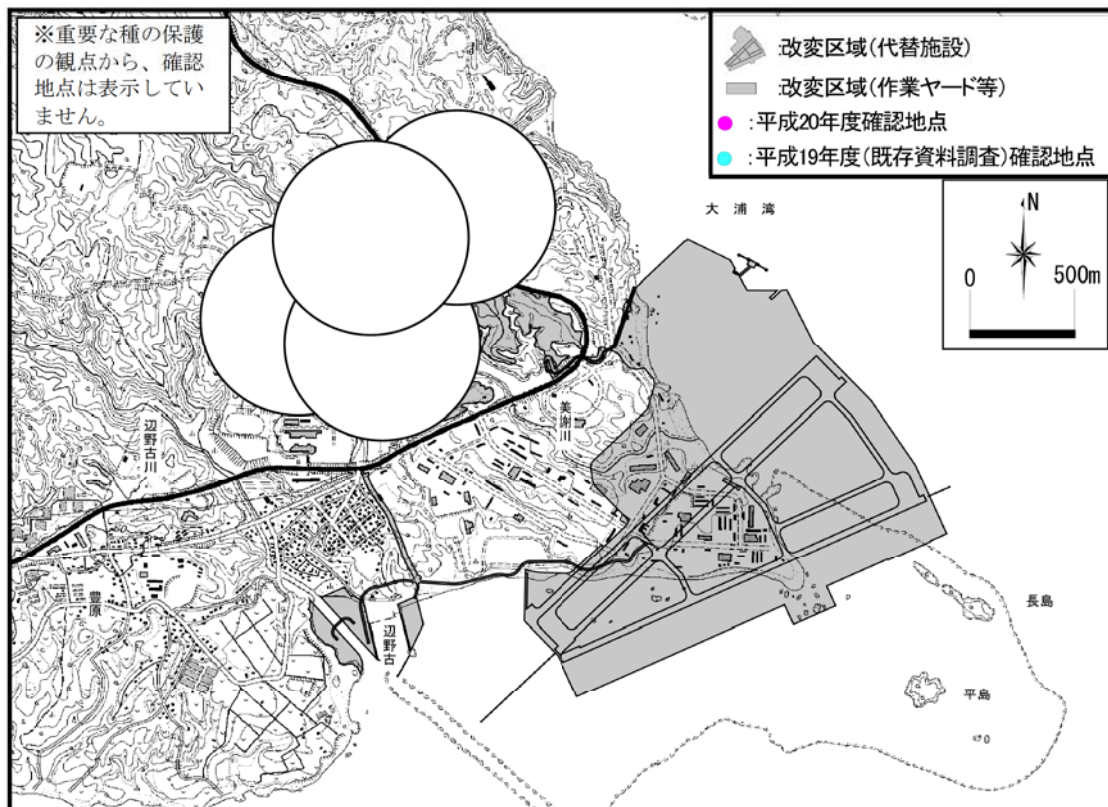 ※重要な種の保護
の観点から、確認
地点は表示してい
ません。
:改変区域(代替施設)
:改変区域(作業ヤード等)
:平成20年度確認地点
:平成19年度(既存資料調査)確認地点
N
0 500m
大浦湾
美謝川
辺野古川
豊原
辺野古
長島
平島